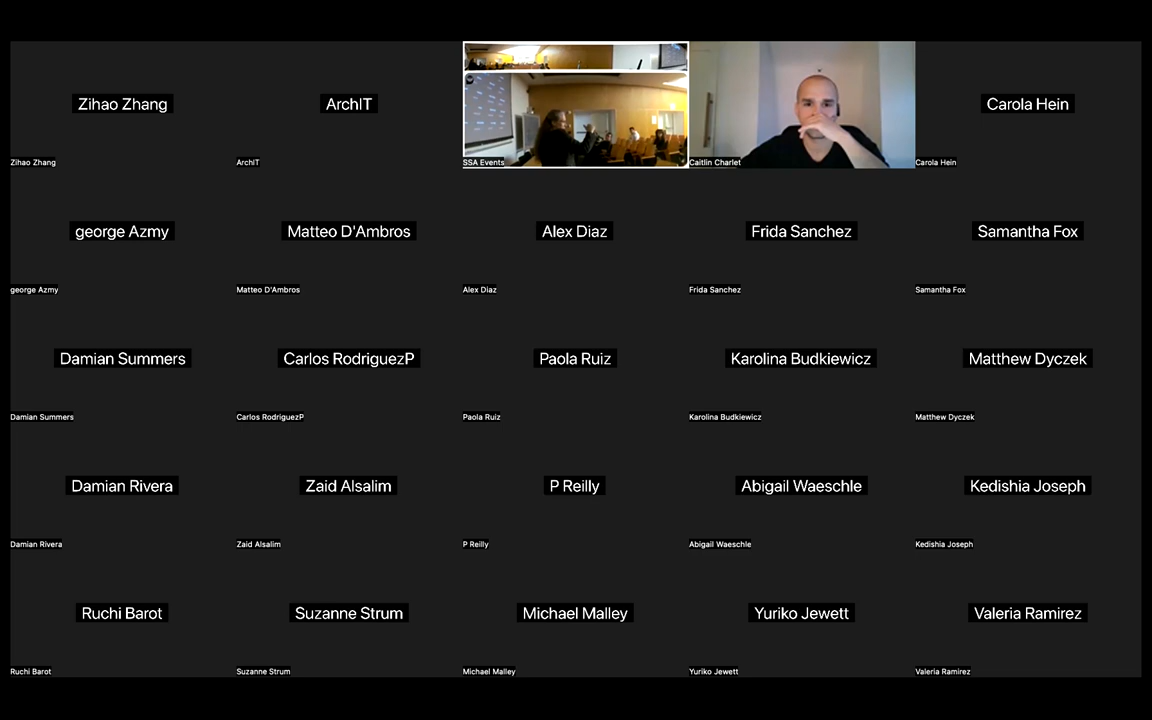 Zihao Zhang
ArchIT
Carola Hein
Zihao Zhang
ArchIT
SSA Events
Caitlin Charlet
Carola Hein
george Azmy
Matteo D'Ambros
Alex Diaz
Frida Sanchez
Samantha Fox
george Azmy
Matteo D'Ambros
Alex Diaz
Frida Sanchez
Samantha Fox
Damian Summers
Carlos RodriguezP
Paola Ruiz
Karolina Budkiewicz
Matthew Dyczek
Damian Summers
Carlos RodriguezP
Paola Ruiz
Karolina Budkiewicz
Matthew Dyczek
Damian Rivera
Zaid Alsalim
P Reilly
Abigail Waeschle
Kedishia Joseph
Damian Rivera
Zaid Alsalim
P Reilly
Abigail Waeschle
Kedishia Joseph
Ruchi Barot
Suzanne Strum
Michael Malley
Yuriko Jewett
Valeria Ramirez
Ruchi Barot
Suzanne Strum
Michael Malley
Yuriko Jewett
Valeria Ramirez